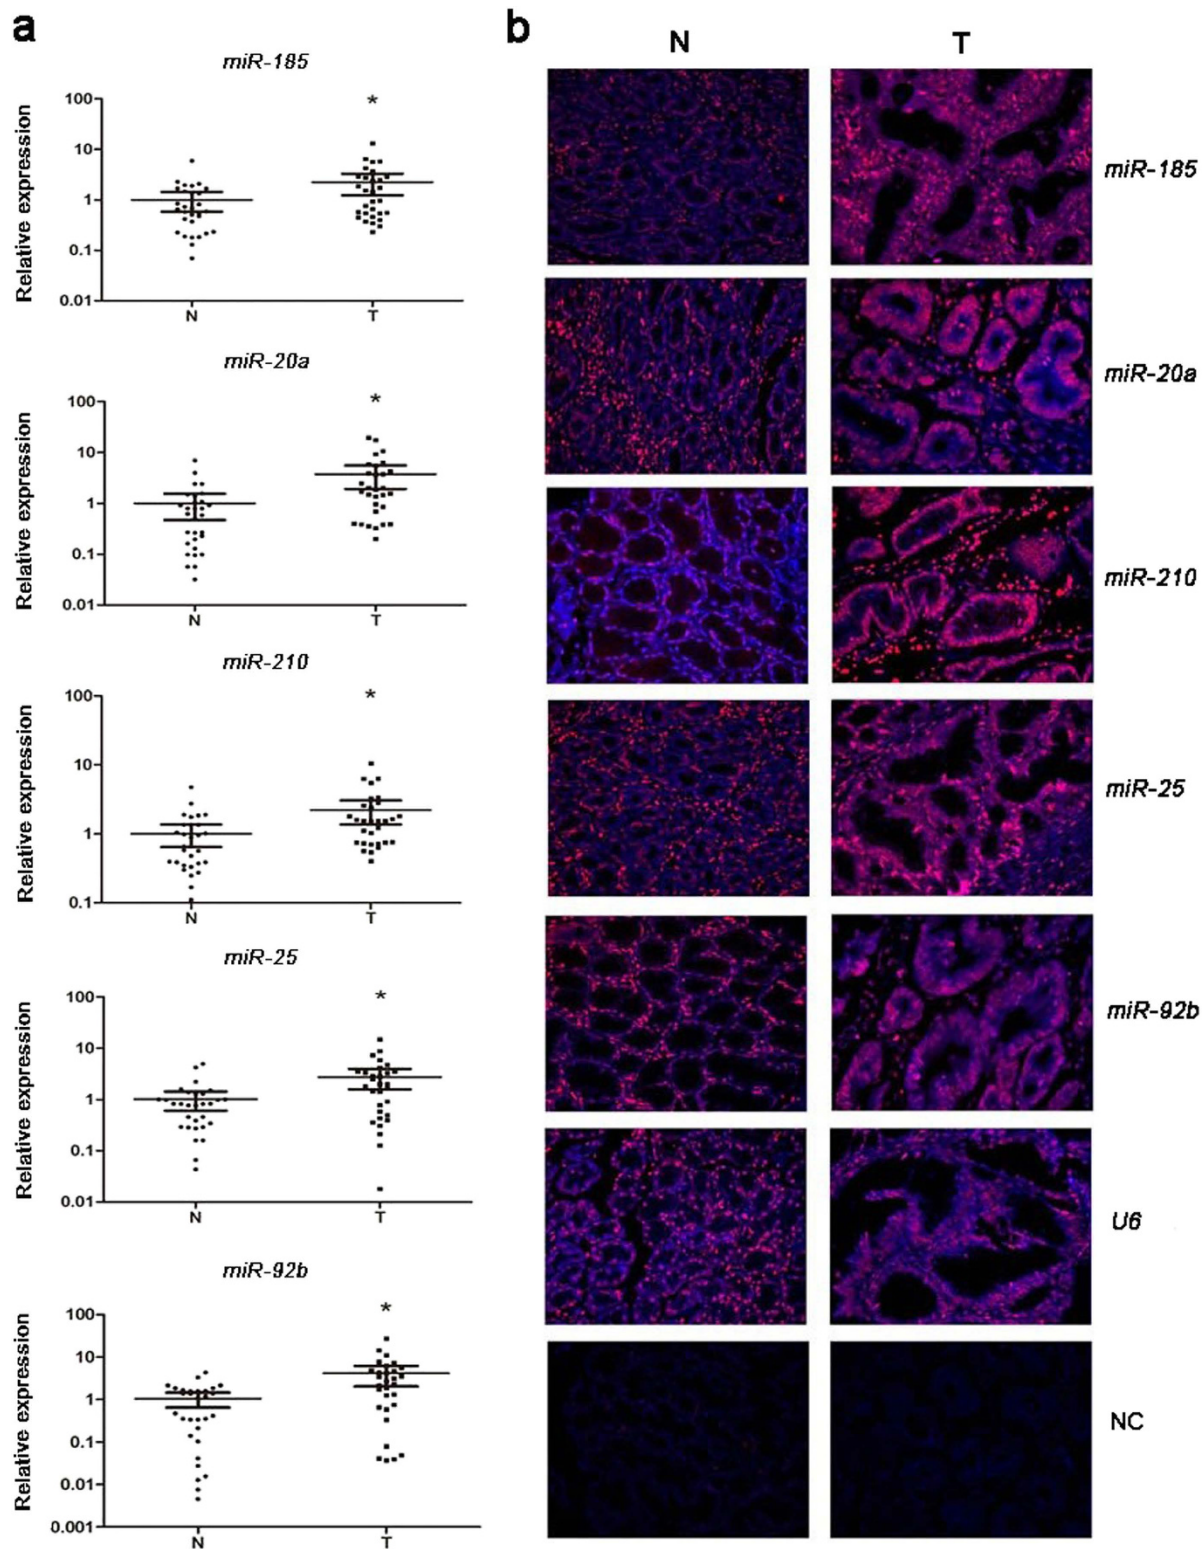 a
miR-185
Relative expression
100
10
1
0.1
0.01
N
T
*
miR-20a
Relative expression
100
10
1
0.1
0.01
N
T
*
miR-210
Relative expression
100
10
1
0.1
N
T
*
miR-25
Relative expression
100
10
1
0.1
0.01
N
T
*
miR-92b
Relative expression
100
10
1
0.1
0.01
0.001
N
T
*
b
N
T
miR-185
miR-20a
miR-210
miR-25
miR-92b
U6
NC